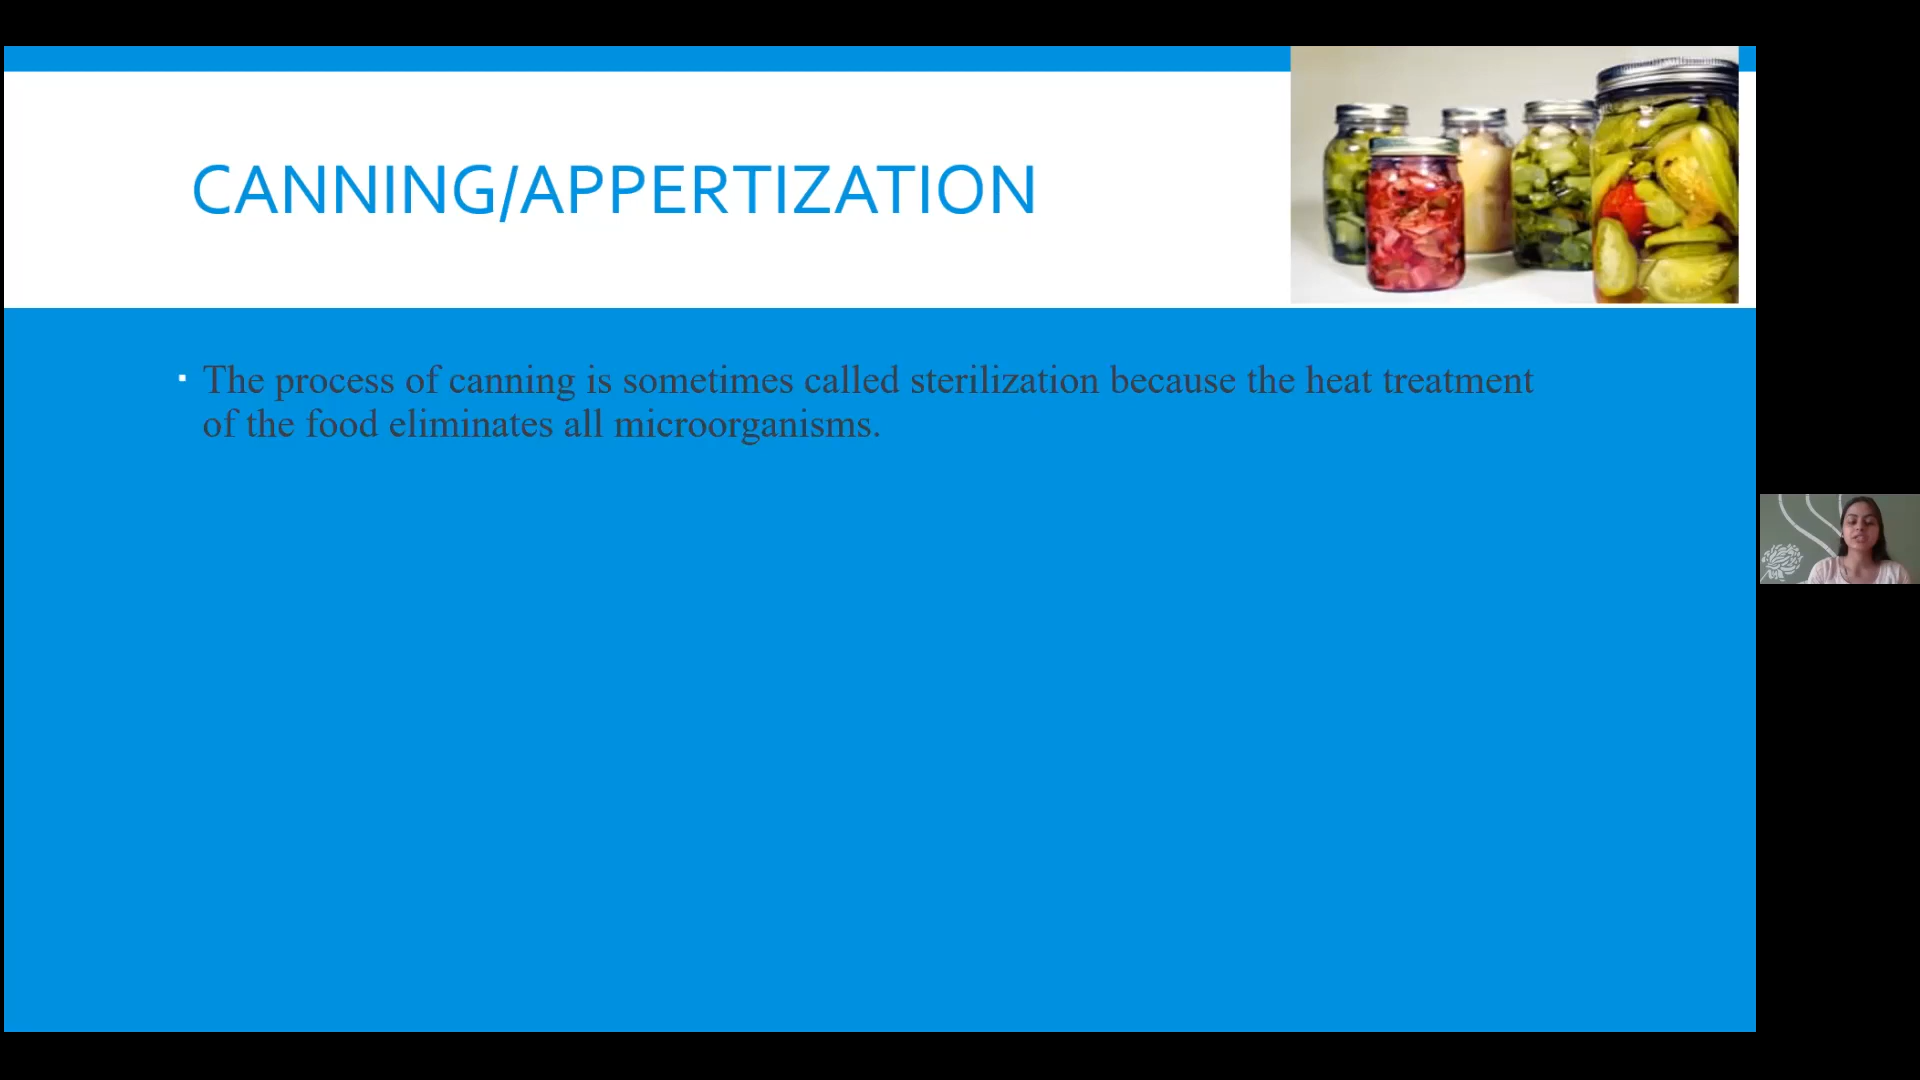 CANNING/APPERTIZATION
▪ The process of canning is sometimes called sterilization because the heat treatment
of the food eliminates all microorganisms.